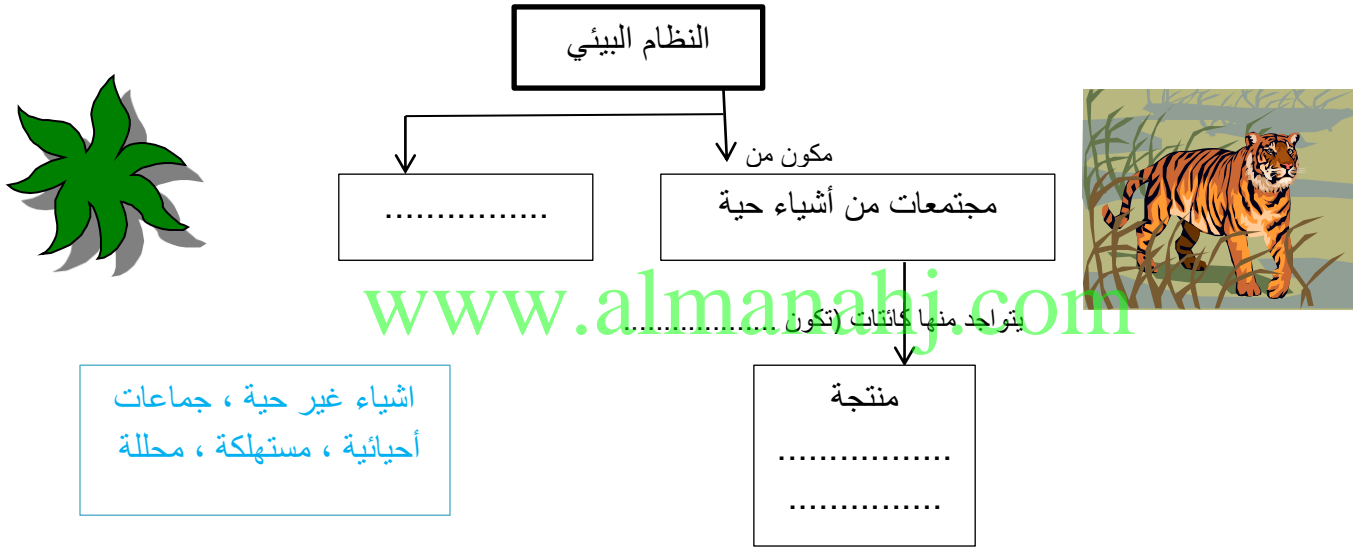 النظام البيئي
مكون من
مجتمعات من أشياء حية
................
www.almanahj.com
يتواجد منها كائنات (تكون ..................
منتجة
.................
...............
اشياء غير حية ، جماعات
أحيائية ، مستهلكة ، محللة